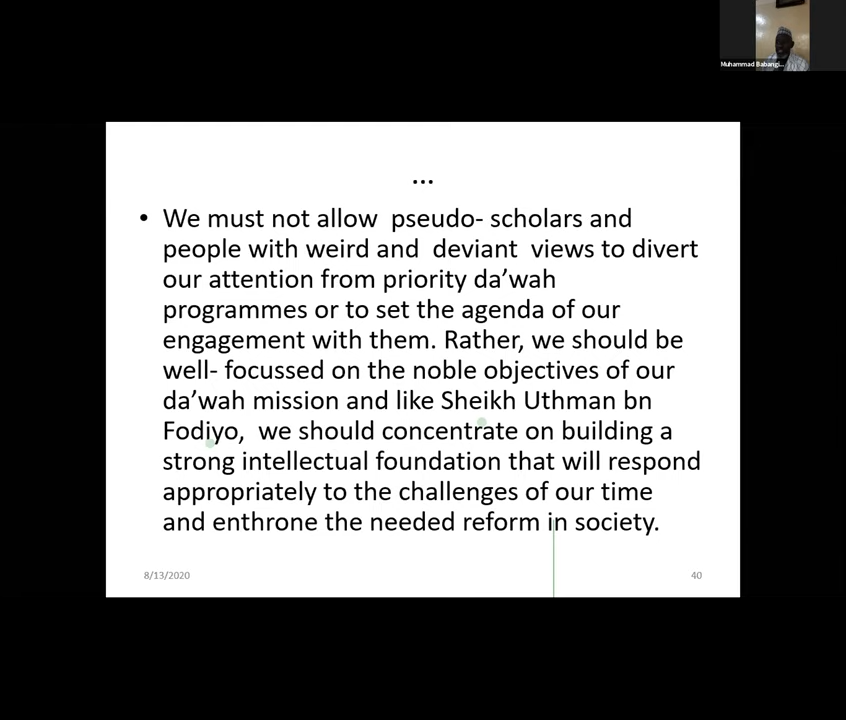 Muhammad Babangi...
...
• We must not allow pseudo- scholars and
people with weird and deviant views to divert
our attention from priority da’wah
programmes or to set the agenda of our
engagement with them. Rather, we should be
well- focussed on the noble objectives of our
da’wah mission and like Sheikh Uthman bn
Fodiyo, we should concentrate on building a
strong intellectual foundation that will respond
appropriately to the challenges of our time
and enthrone the needed reform in society.
8/13/2020 40